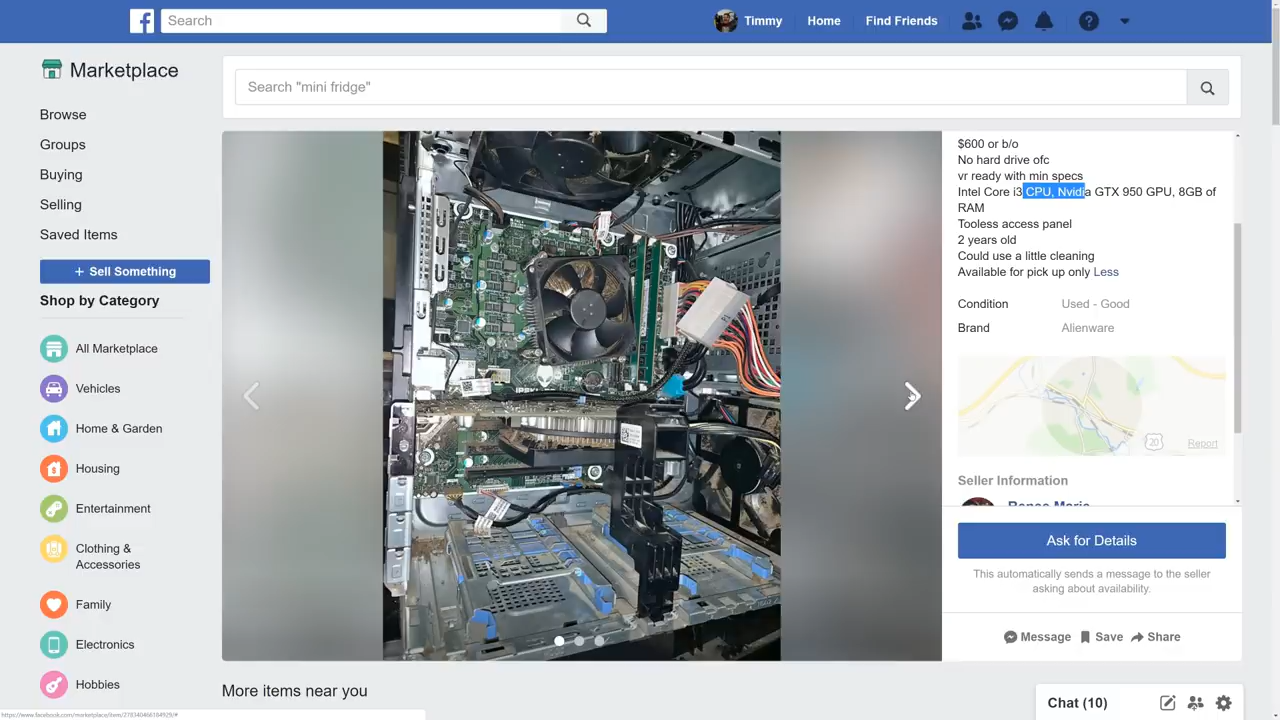 Search
Timmy
Home
Find Friends
Marketplace
Search "mini fridge"
Browse
Groups
Buying
Selling
Saved Items
+ Sell Something
Shop by Category
All Marketplace
Vehicles
Home & Garden
Housing
Entertainment
Clothing &
Accessories
Family
Electronics
Hobbies
$600 or b/o
No hard drive ofc
vr ready with min specs
Intel Core i3 CPU, Nvidia GTX 950 GPU, 8GB of
RAM
Tooless access panel
2 years old
Could use a little cleaning
Available for pick up only Less
Condition Used - Good
Brand Alienware
20
Report
Seller Information
Renae Marie
Ask for Details
This automatically sends a message to the seller
asking about availability.
Message Save Share
More items near you
Chat (10)